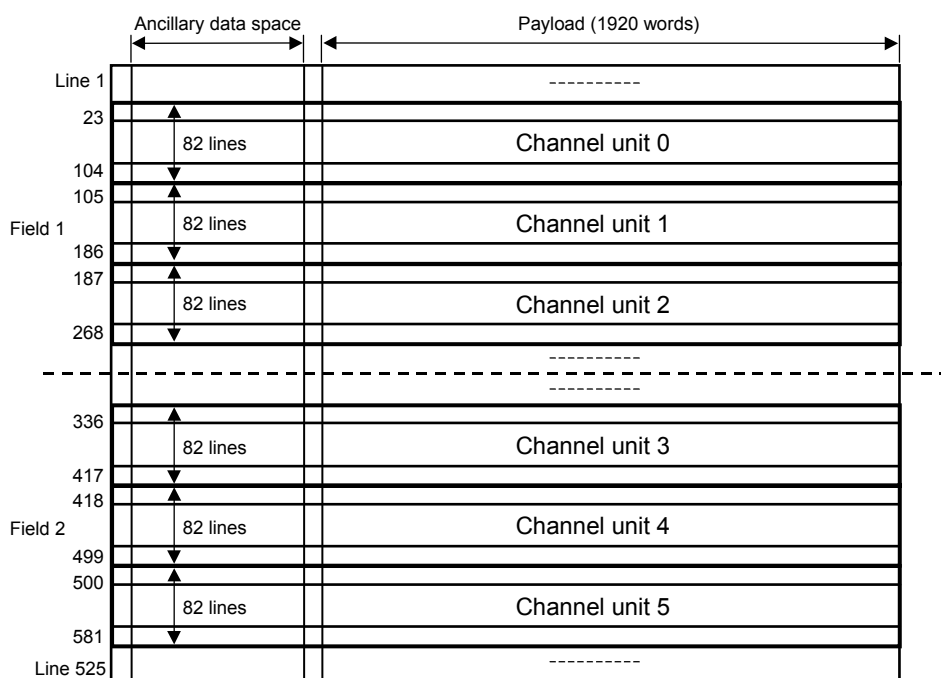 Ancillary data space
Payload (1920 words)
Line 1
----------
23
82 lines
Channel unit 0
104
105
82 lines
Channel unit 1
Field 1
186
187
82 lines
Channel unit 2
268
----------
----------
336
82 lines
Channel unit 3
417
418
82 lines
Channel unit 4
Field 2
499
500
82 lines
Channel unit 5
581
Line 525
----------